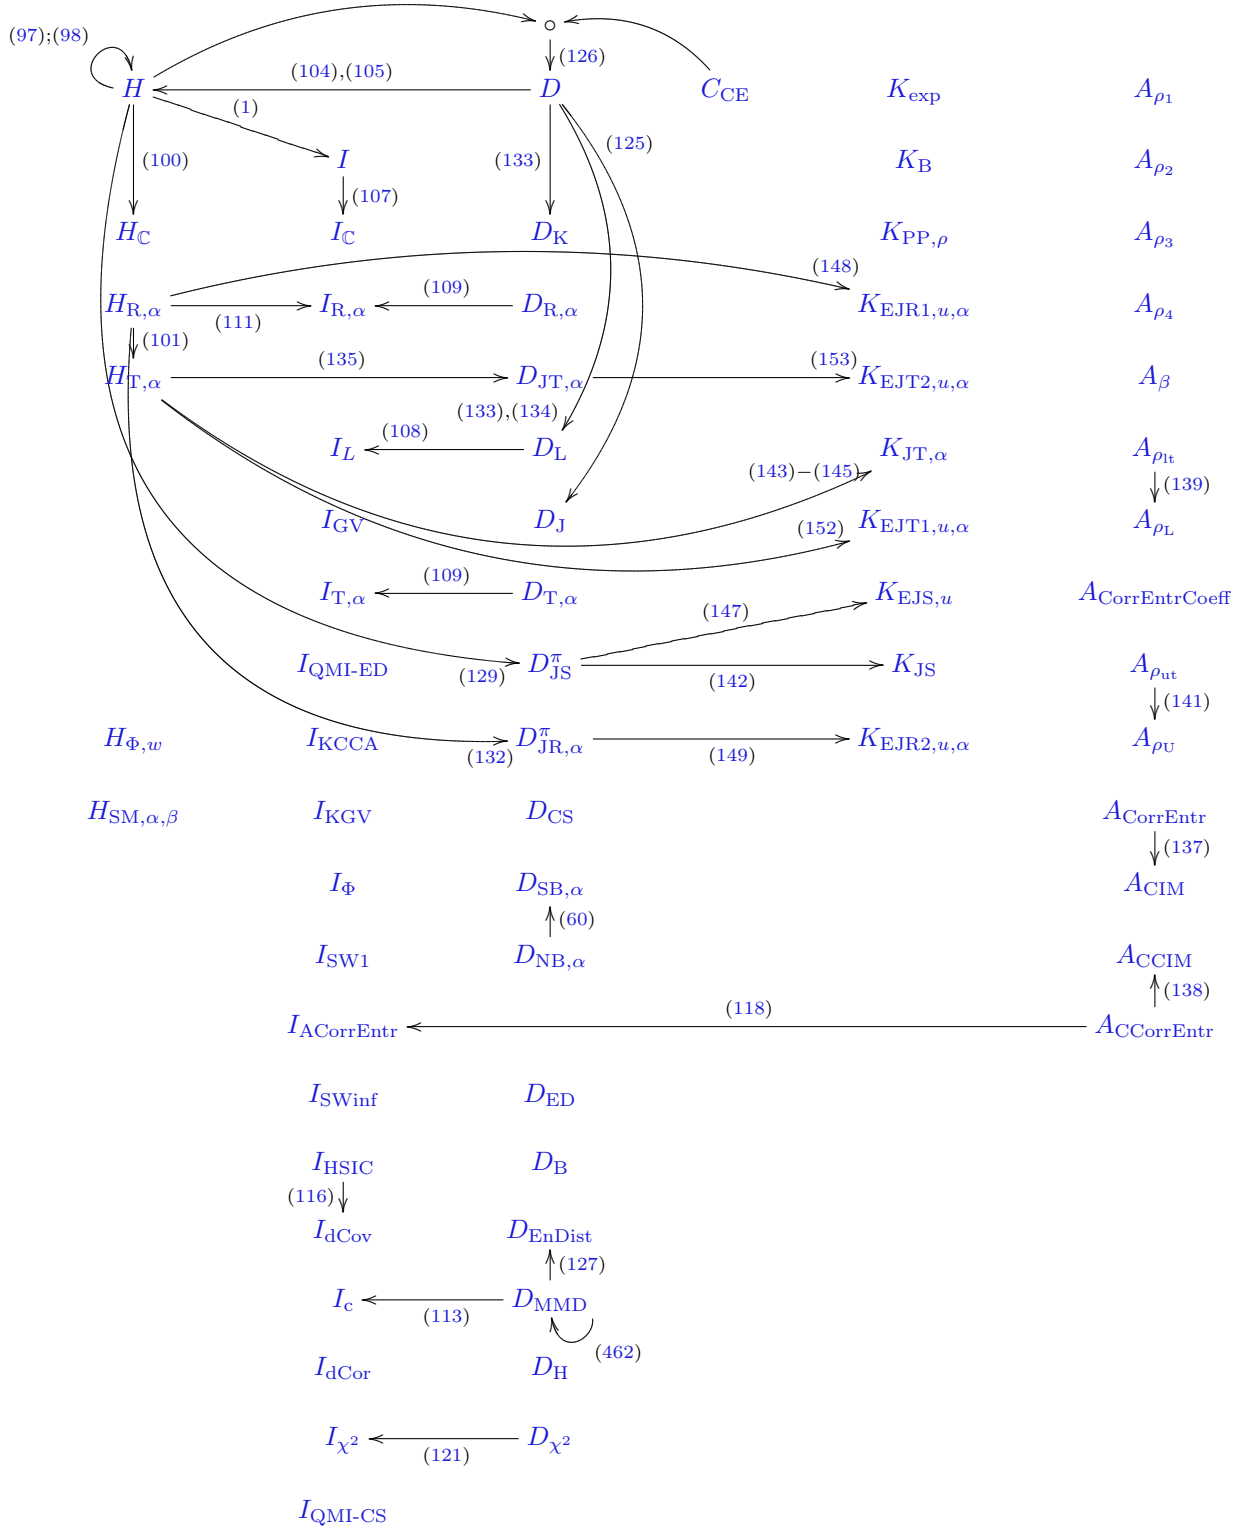 ∘
(97);(98)
(126)
(104),(105)
H D C_CE K_exp A_ρ₁
(1)
(125)
(100) I (133) K_B A_ρ₂
(107)
H_ℂ I_ℂ D_K K_PP,ρ A_ρ₃
(148)
(109)
H_R,α I_R,α D_R,α K_EJR1,u,α A_ρ₄
(111)
(101)
(135) (153)
H_T,α D_JT,α K_EJT2,u,α A_β
(133),(134)
(108)
I_L D_L K_JT,α A_ρ_lt
(143)−(145) (139)
I_GV D_J (152) K_EJT1,u,α A_ρ_L
(109)
I_T,α D_T,α K_EJS,u A_CorrEntrCoeff
(147)
I_QMI-ED (129) D^π_JS K_JS A_ρ_ut
(142)
(141)
H_Φ,w I_KCCA (132) D^π_JR,α K_EJR2,u,α A_ρ_U
(149)
H_SM,α,β I_KGV D_CS A_CorrEntr
(137)
I_Φ D_SB,α A_CIM
(60)
I_SW1 D_NB,α A_CCIM
(138)
(118)
I_ACorrEntr A_CCorrEntr
I_SWinf D_ED
I_HSIC D_B
(116)
I_dCov D_EnDist
(127)
I_c D_MMD
(113)
(462)
I_dCor D_H
I_χ² D_χ²
(121)
I_QMI-CS